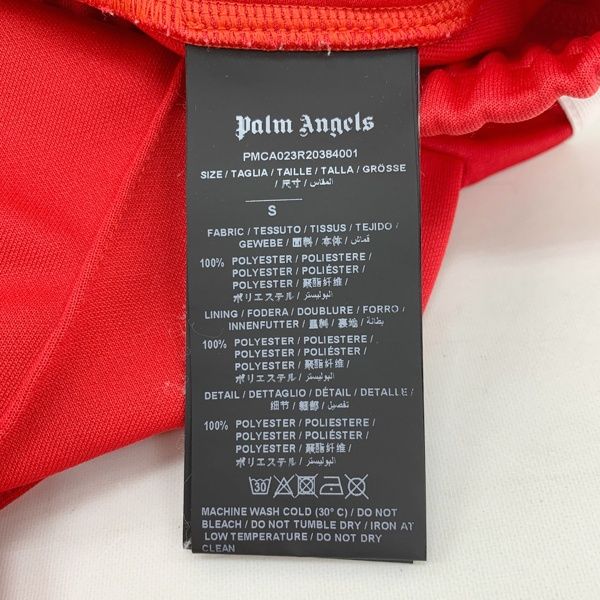 Palm Angels
PMCA023R20384001
SIZE / TAGLIA / TAILLE / TALLA / GRÖSSE
/ 尺寸 / المقاس
S
FABRIC / TESSUTO / TISSUS / TEJIDO /
GEWEBE / 面料 / 布体 / قماش
100% POLYESTER / POLIESTERE /
POLYESTER / POLIÉSTER /
POLYESTER / 聚酯纤维 /
ポリエステル / البوليستر
LINING / FODERA / DOUBLURE / FORRO /
INNENFUTTER / 里料 / 裏地 / بطانة
100% POLYESTER / POLIESTERE /
POLYESTER / POLIÉSTER /
POLYESTER / 聚酯纤维 /
ポリエステル / البوليستر
DETAIL / DETTAGLIO / DÉTAIL / DETALLE /
细节 / 細部 / تفصيل
100% POLYESTER / POLIESTERE /
POLYESTER / POLIÉSTER /
POLYESTER / 聚酯纤维 /
ポリエステル / البوليستر
30
MACHINE WASH COLD (30° C) / DO NOT
BLEACH / DO NOT TUMBLE DRY / IRON AT
LOW TEMPERATURE / DO NOT DRY
CLEAN